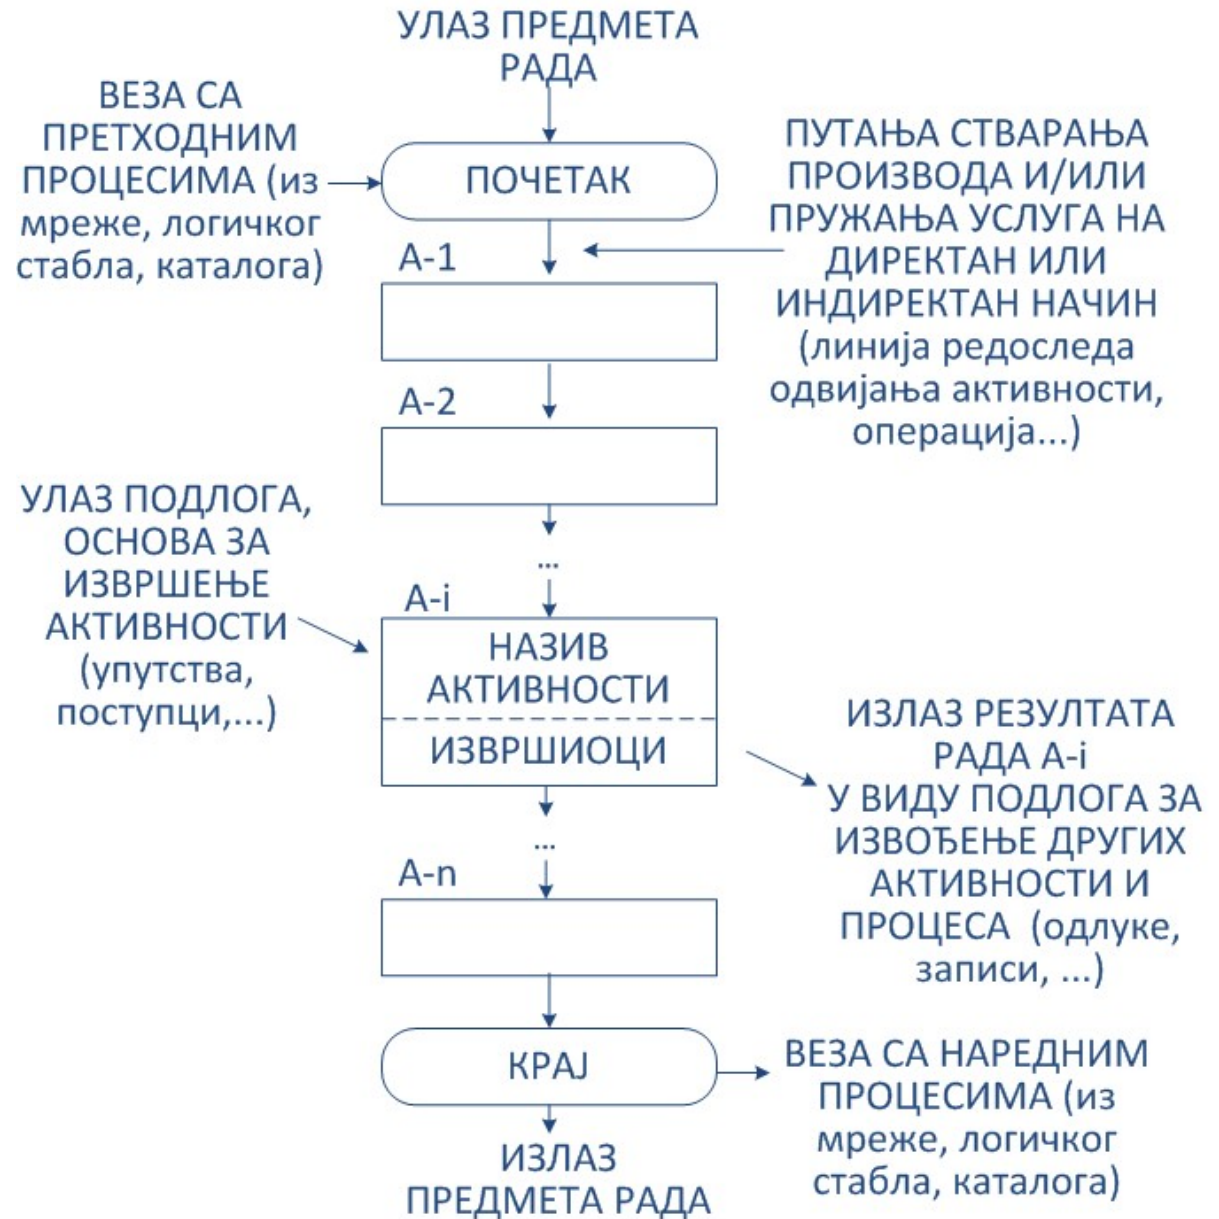 УЛАЗ ПРЕДМЕТА
РАДА
ВЕЗА СА
ПРЕТХОДНИМ
ПРОЦЕСИМА (из
мреже, логичког
стабла, каталога)
ПОЧЕТАК
ПУТАЊА СТВАРАЊА
ПРОИЗВОДА И/ИЛИ
ПРУЖАЊА УСЛУГА НА
ДИРЕКТАН ИЛИ
ИНДИРЕКТАН НАЧИН
(линија редоследа
одвијања активности,
операција...)
А-1
А-2
...
УЛАЗ ПОДЛОГА,
ОСНОВА ЗА
ИЗВРШЕЊЕ
АКТИВНОСТИ
(упутства,
поступци,...)
А-i
НАЗИВ
АКТИВНОСТИ
ИЗВРШИОЦИ
ИЗЛАЗ РЕЗУЛТАТА
РАДА А-i
У ВИДУ ПОДЛОГА ЗА
ИЗВОЂЕЊЕ ДРУГИХ
АКТИВНОСТИ И
ПРОЦЕСА (одлуке,
записи, ...)
...
А-n
КРАЈ
ВЕЗА СА НАРЕДНИМ
ПРОЦЕСИМА (из
мреже, логичког
стабла, каталога)
ИЗЛАЗ
ПРЕДМЕТА РАДА